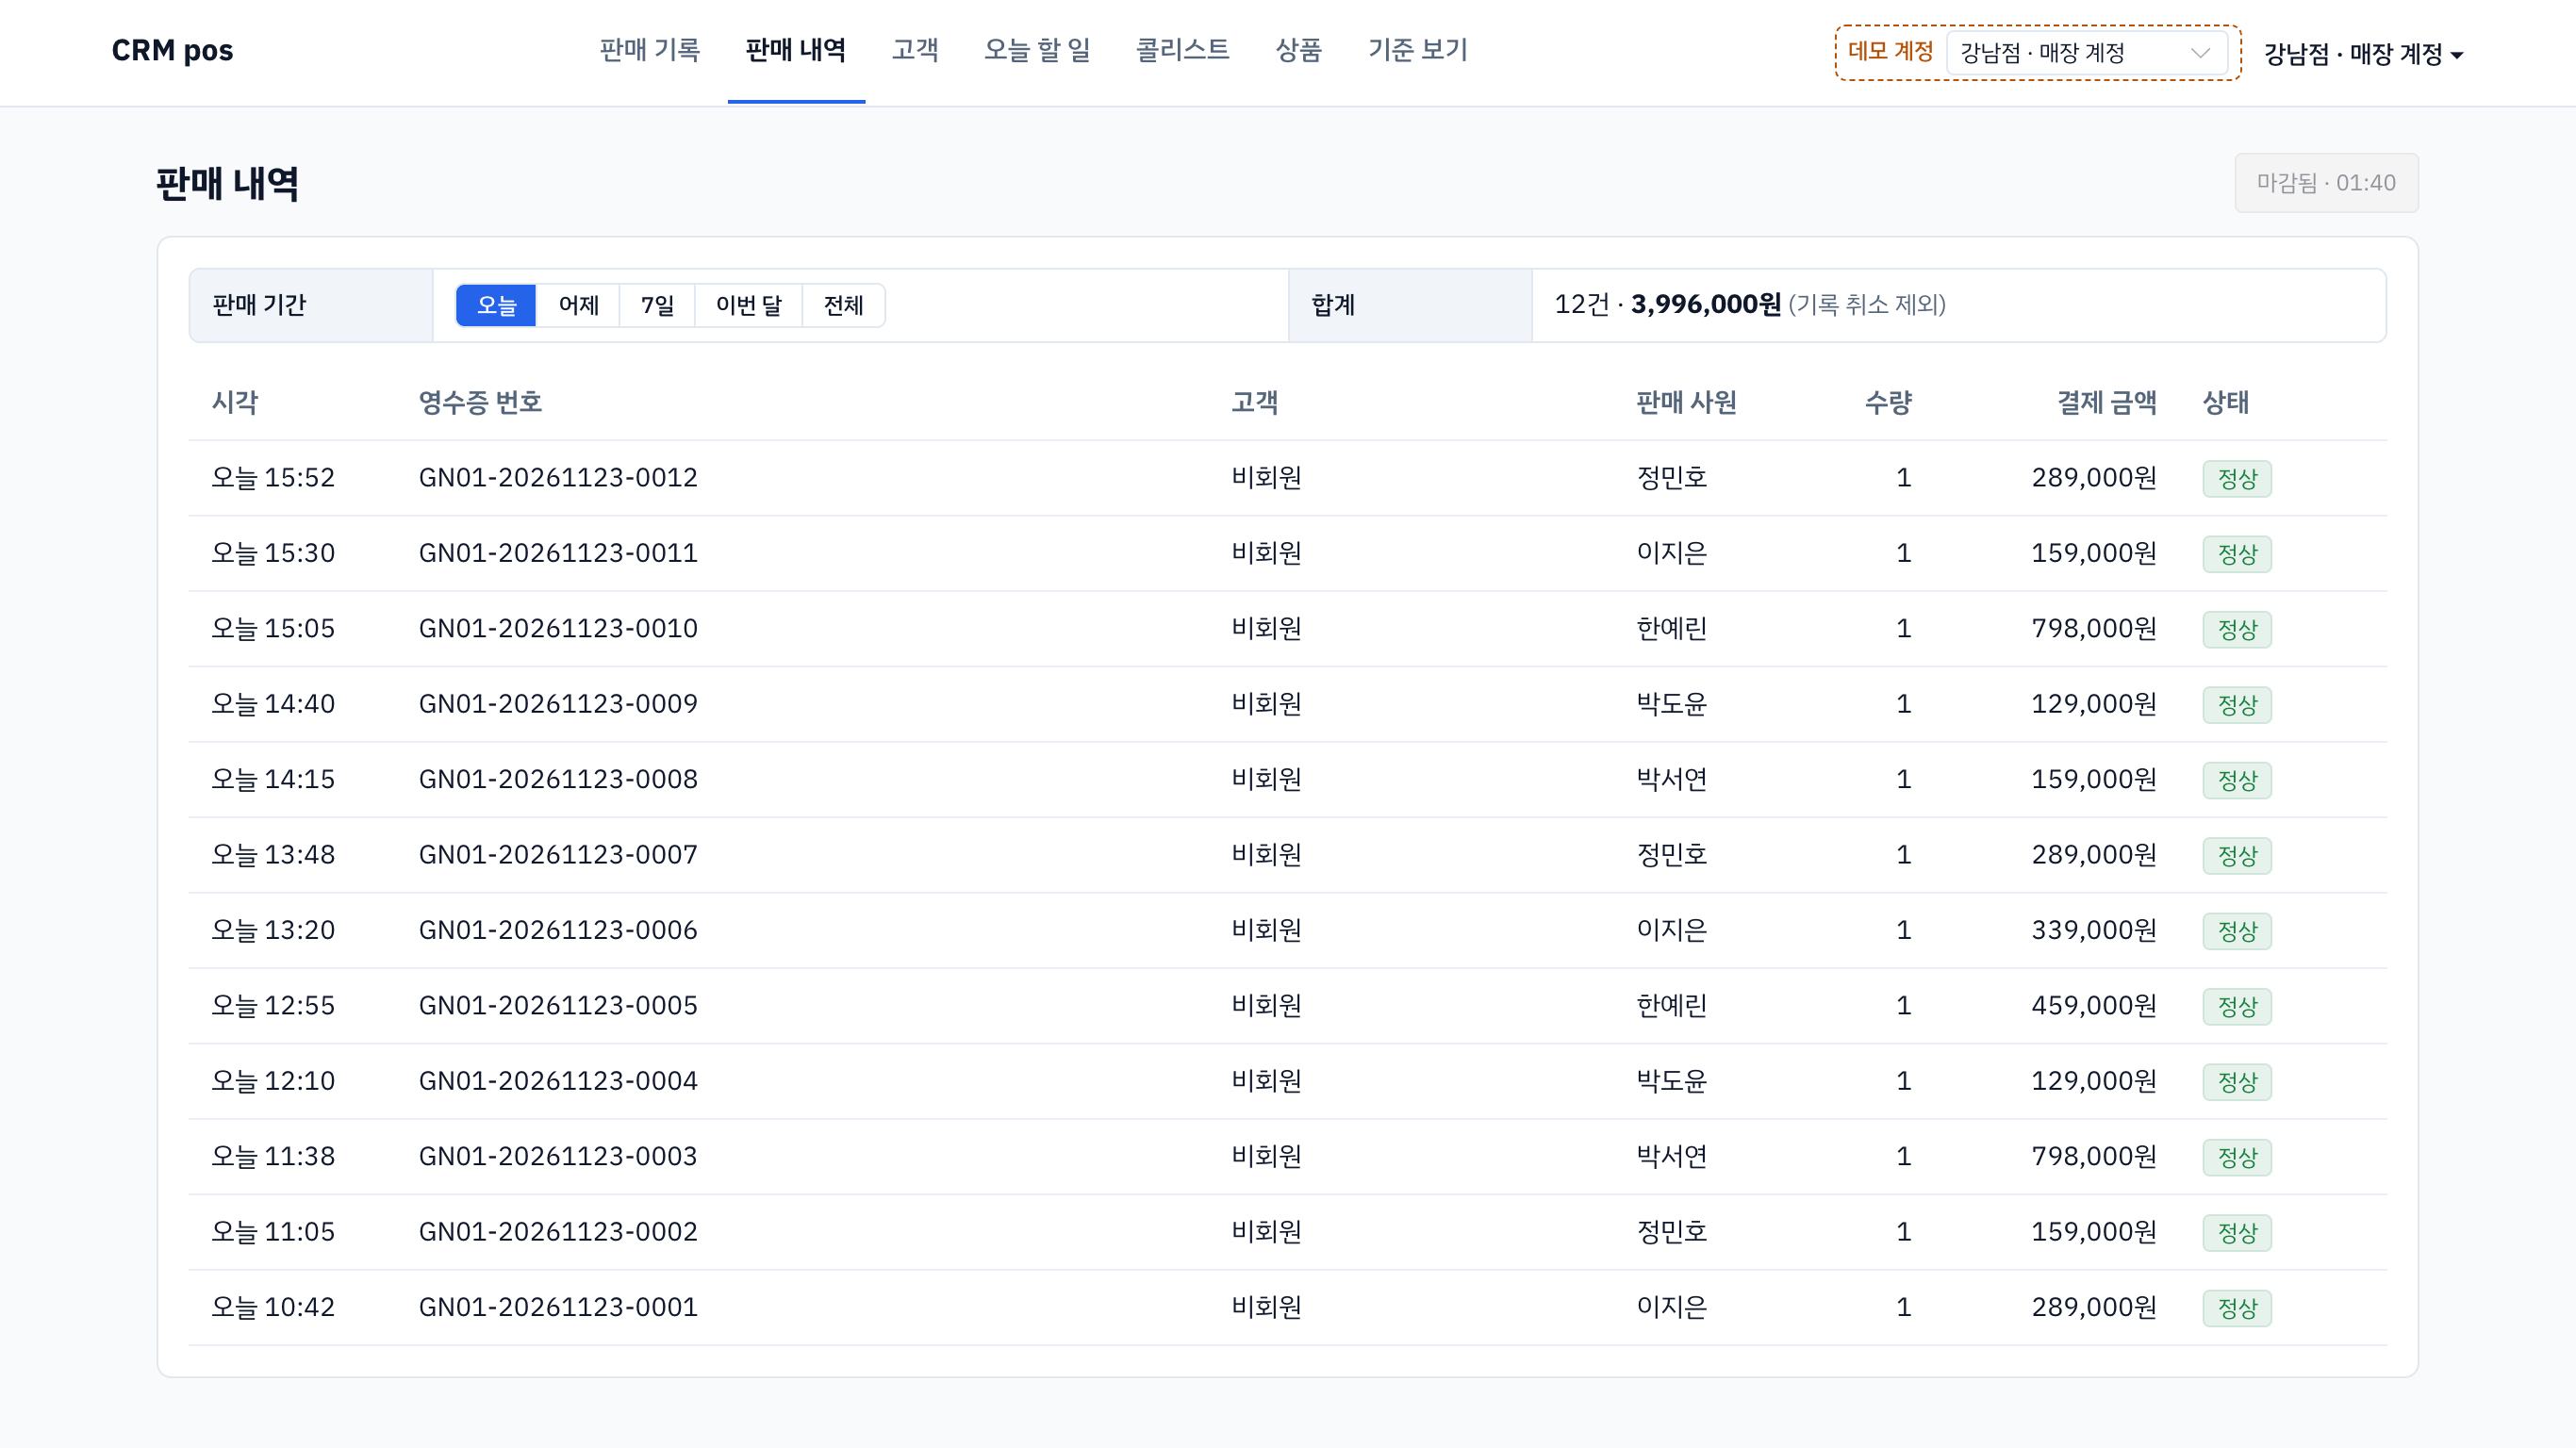 CRM pos 판매 기록 판매 내역 고객 오늘 할 일 콜리스트 상품 기준 보기 데모 계정 강남점 · 매장 계정 강남점 · 매장 계정
판매 내역 마감됨 · 01:40
판매 기간 오늘 어제 7일 이번 달 전체 합계 12건 · 3,996,000원 (기록 취소 제외)
시각 영수증 번호 고객 판매 사원 수량 결제 금액 상태
오늘 15:52 GN01-20261123-0012 비회원 정민호 1 289,000원 정상
오늘 15:30 GN01-20261123-0011 비회원 이지은 1 159,000원 정상
오늘 15:05 GN01-20261123-0010 비회원 한예린 1 798,000원 정상
오늘 14:40 GN01-20261123-0009 비회원 박도윤 1 129,000원 정상
오늘 14:15 GN01-20261123-0008 비회원 박서연 1 159,000원 정상
오늘 13:48 GN01-20261123-0007 비회원 정민호 1 289,000원 정상
오늘 13:20 GN01-20261123-0006 비회원 이지은 1 339,000원 정상
오늘 12:55 GN01-20261123-0005 비회원 한예린 1 459,000원 정상
오늘 12:10 GN01-20261123-0004 비회원 박도윤 1 129,000원 정상
오늘 11:38 GN01-20261123-0003 비회원 박서연 1 798,000원 정상
오늘 11:05 GN01-20261123-0002 비회원 정민호 1 159,000원 정상
오늘 10:42 GN01-20261123-0001 비회원 이지은 1 289,000원 정상